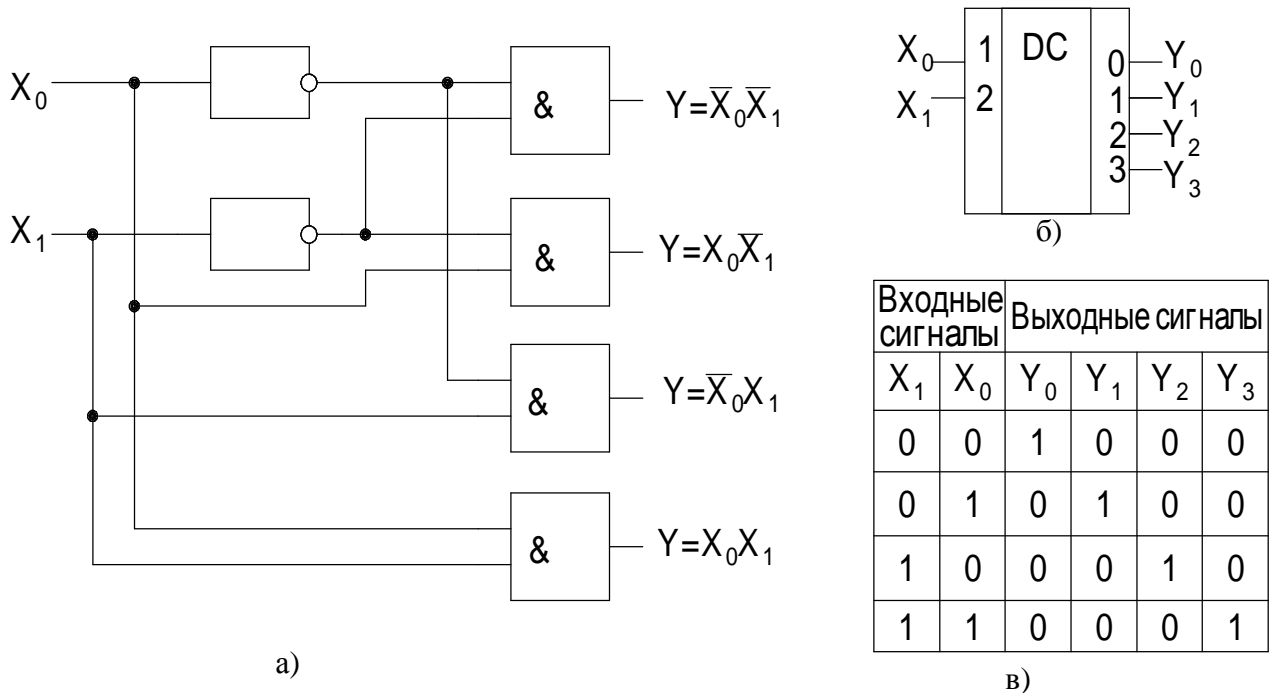 X₀
X₁
&
Y=X̅₀X̅₁
&
Y=X₀X̅₁
&
Y=X̅₀X₁
&
Y=X₀X₁
а)
X₀ 1 DC 0 Y₀
X₁ 2 1 Y₁
2 Y₂
3 Y₃
б)
Входные сигналы Выходные сигналы
X₁ X₀ Y₀ Y₁ Y₂ Y₃
0 0 1 0 0 0
0 1 0 1 0 0
1 0 0 0 1 0
1 1 0 0 0 1
в)